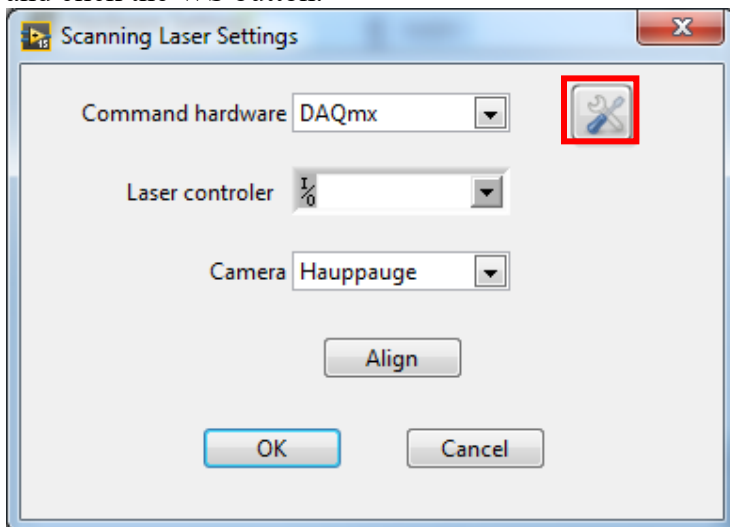 Scanning Laser Settings
Command hardware DAQmx
Laser controler I/O
Camera Hauppauge
Align
OK Cancel